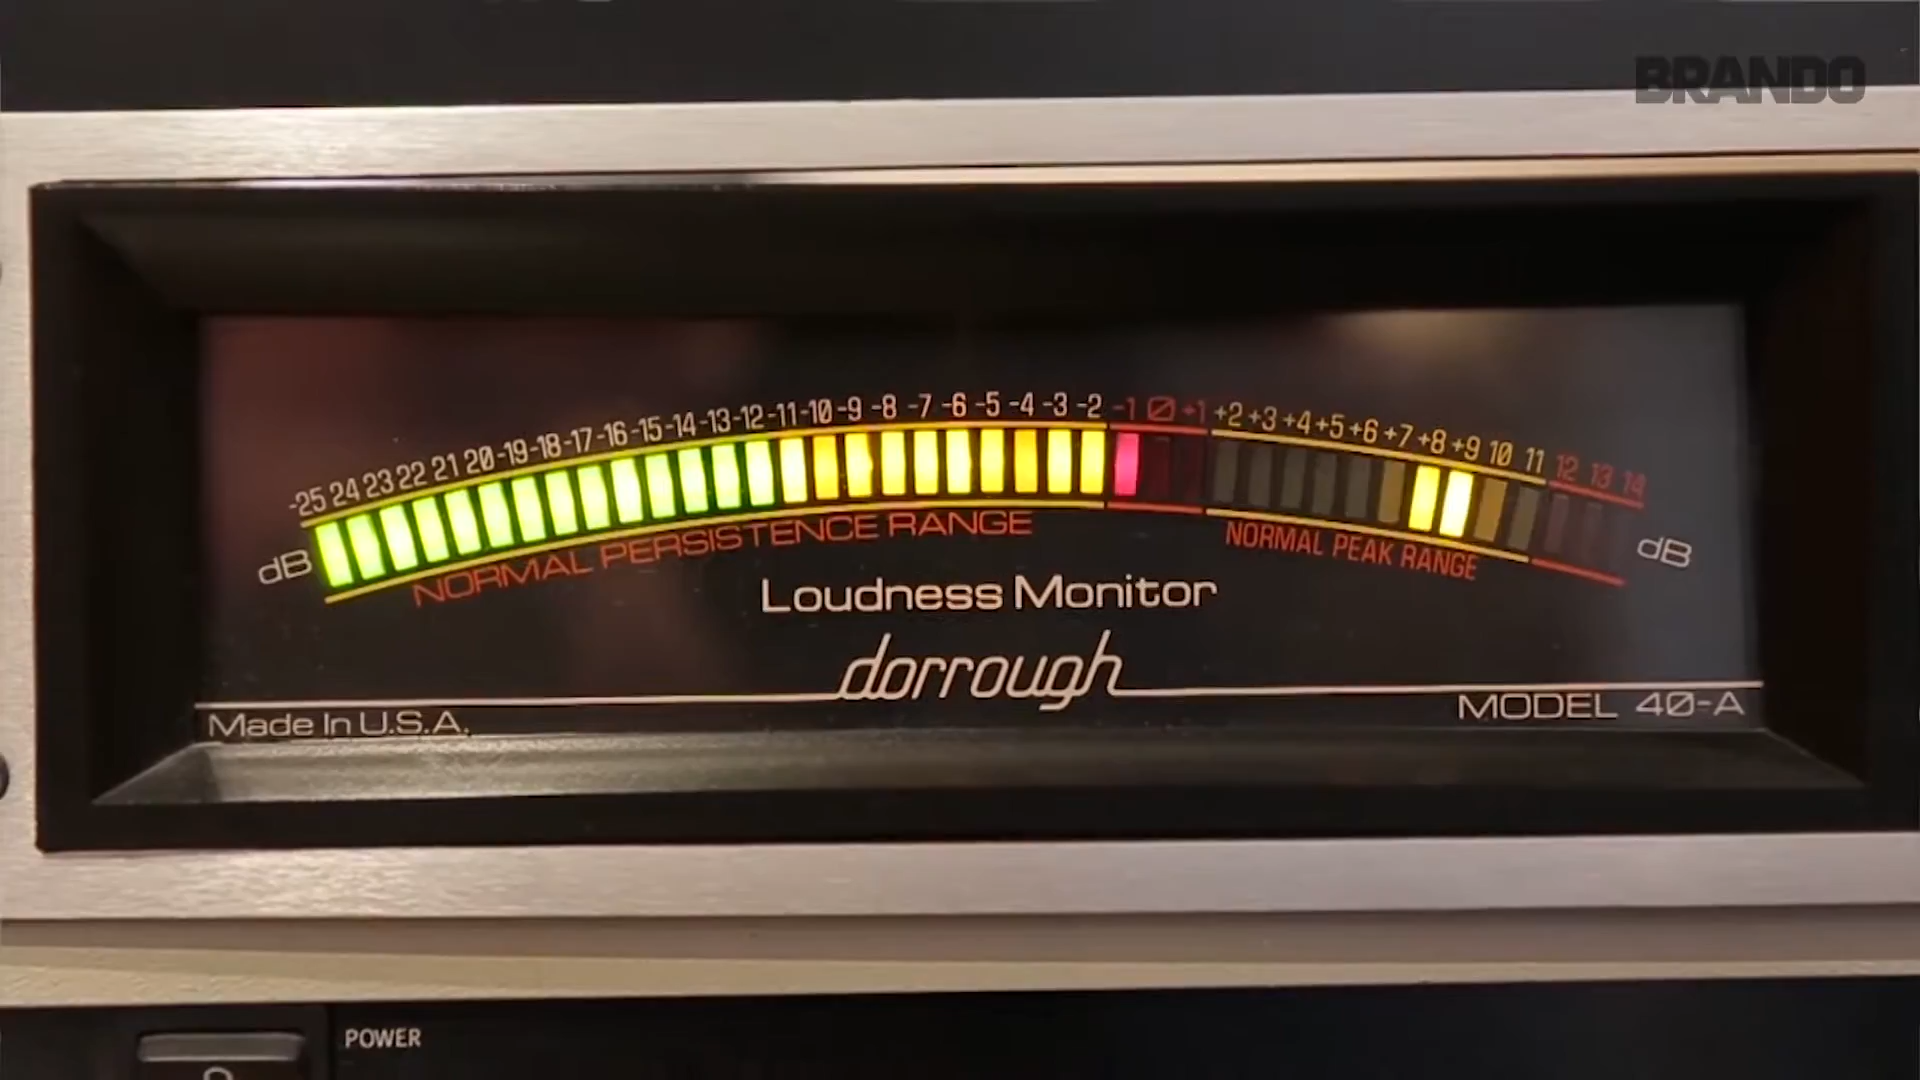 BRANDO
-25 24 23 22 21 20 -19 -18 -17 -16 -15 -14 -13 -12 -11 -10 -9 -8 -7 -6 -5 -4 -3 -2 -1 0 +1 +2 +3 +4 +5 +6 +7 +8 +9 10 11 12 13 14
dB NORMAL PERSISTENCE RANGE NORMAL PEAK RANGE dB
Loudness Monitor
dorrough
Made In U.S.A. MODEL 40-A
POWER